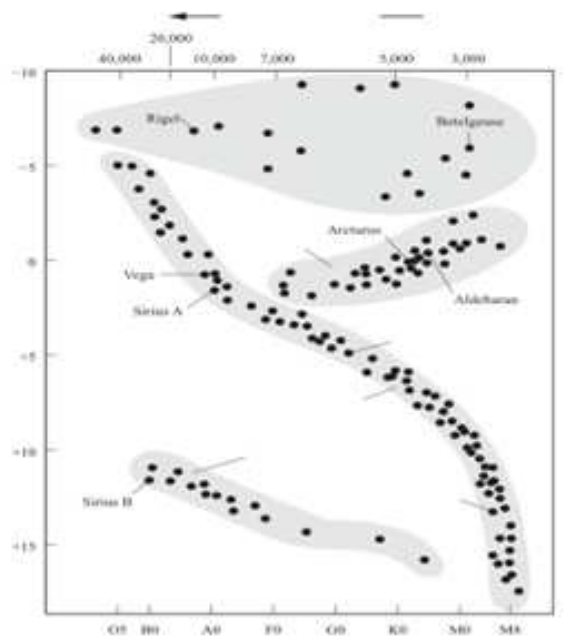 20,000
40,000 10,000 7,000 5,000 3,000
-10
Rigel
Betelgeuse
-5
Arcturus
0
Vega
Aldebaran
Sirius A
+5
+10
Sirius B
+15
O5 B0 A0 F0 G0 K0 M0 M8